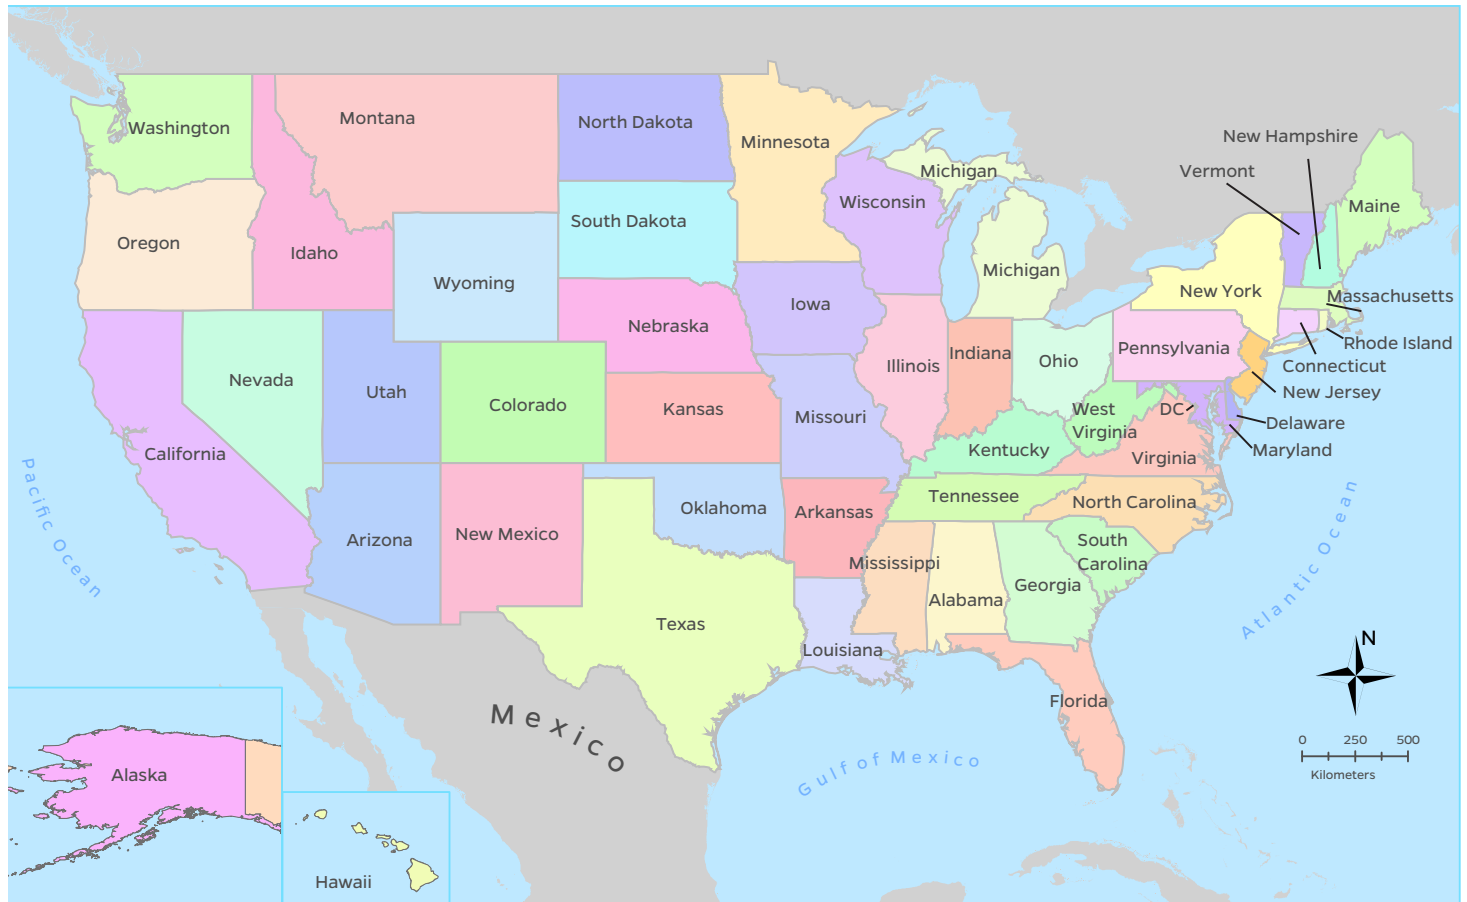 New Hampshire
Vermont
Washington
Montana
North Dakota
Minnesota
Michigan
Maine
Wisconsin
South Dakota
Oregon
Idaho
Wyoming
Michigan
New York
Massachusetts
Iowa
Nebraska
Rhode Island
Pennsylvania
Indiana
Ohio
Illinois
Connecticut
Nevada
Utah
New Jersey
Colorado
Kansas
Missouri
West
Virginia
DC
Delaware
Maryland
California
Kentucky
Virginia
Pacific Ocean
Tennessee
North Carolina
Oklahoma
Arkansas
New Mexico
Arizona
South
Carolina
Mississippi
Georgia
Alabama
Atlantic Ocean
Texas
Louisiana
N
Florida
Mexico
Gulf of Mexico
0 250 500
Kilometers
Alaska
Hawaii